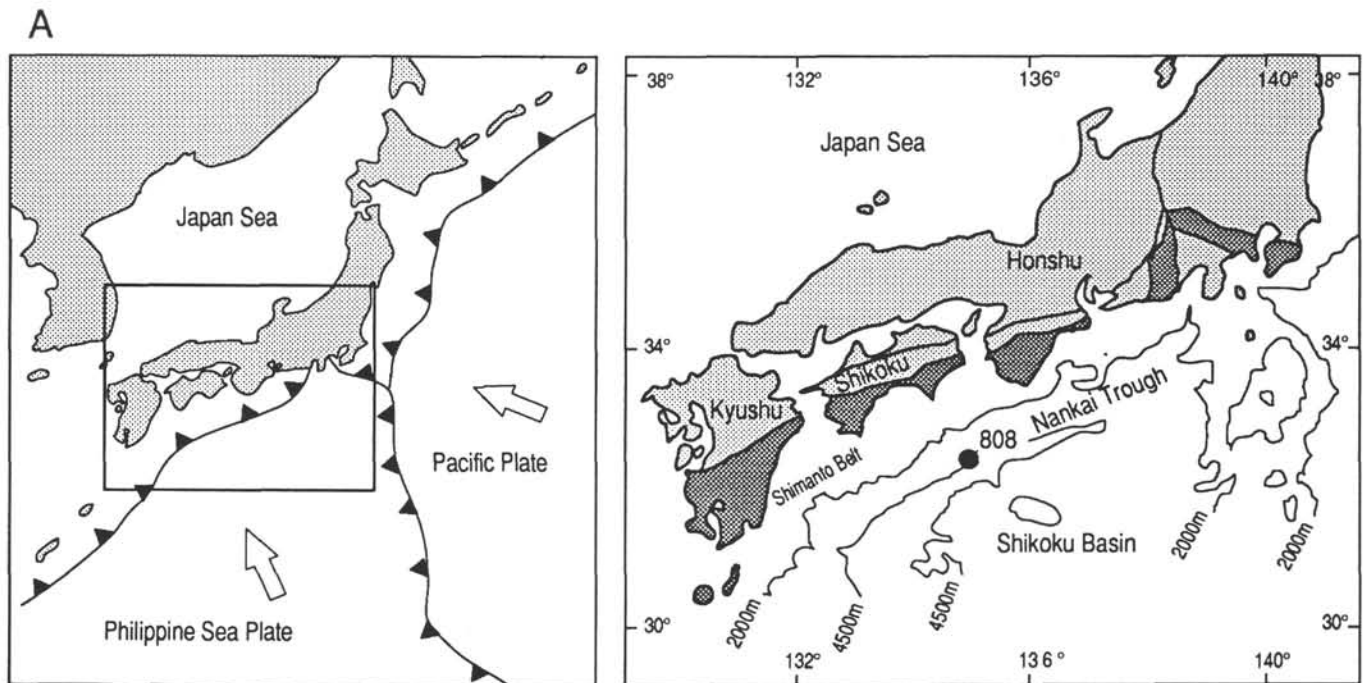 A
Japan Sea
Pacific Plate
Philippine Sea Plate
132°
136°
140°
38°
38°
Japan Sea
Honshu
34°
34°
Shikoku
Kyushu
Nankai Trough
808
Shimanto Belt
Shikoku Basin
2000m
4500m
4500m
2000m
2000m
30°
30°
132°
136°
140°